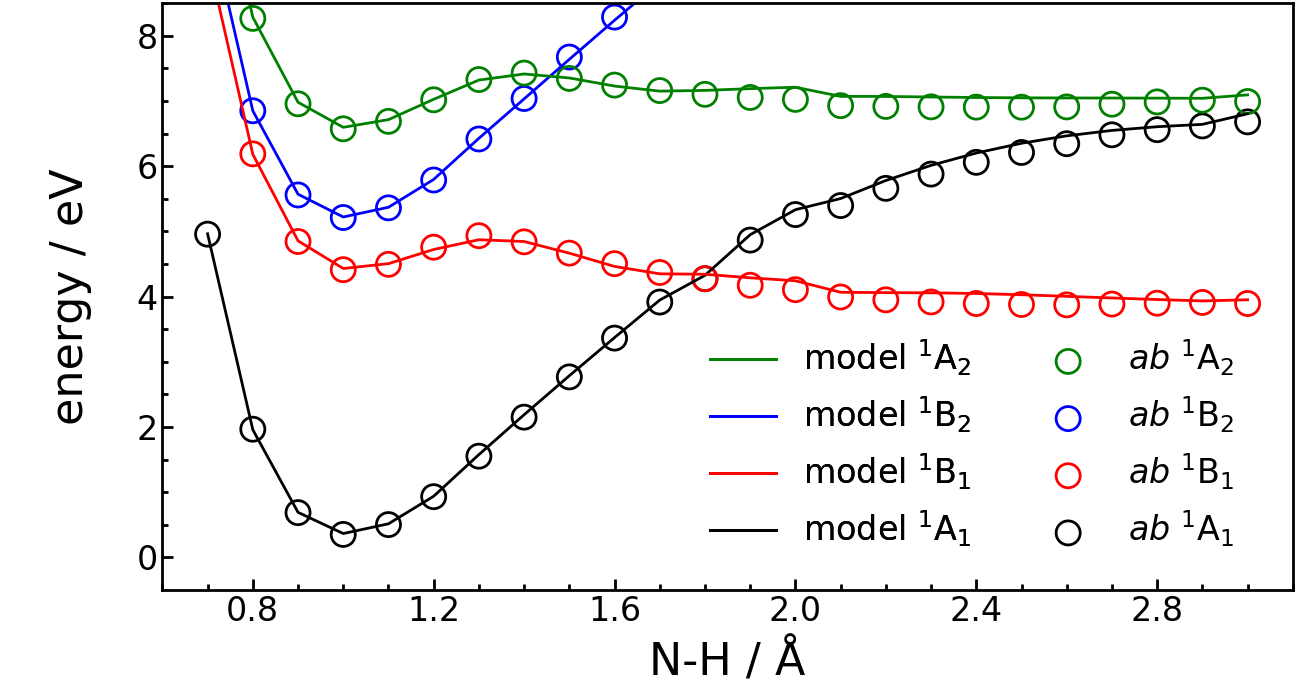 8
6
4
2
0
energy / eV
model ¹A₂ ab ¹A₂
model ¹B₂ ab ¹B₂
model ¹B₁ ab ¹B₁
model ¹A₁ ab ¹A₁
0.8 1.2 1.6 2.0 2.4 2.8
N-H / Å